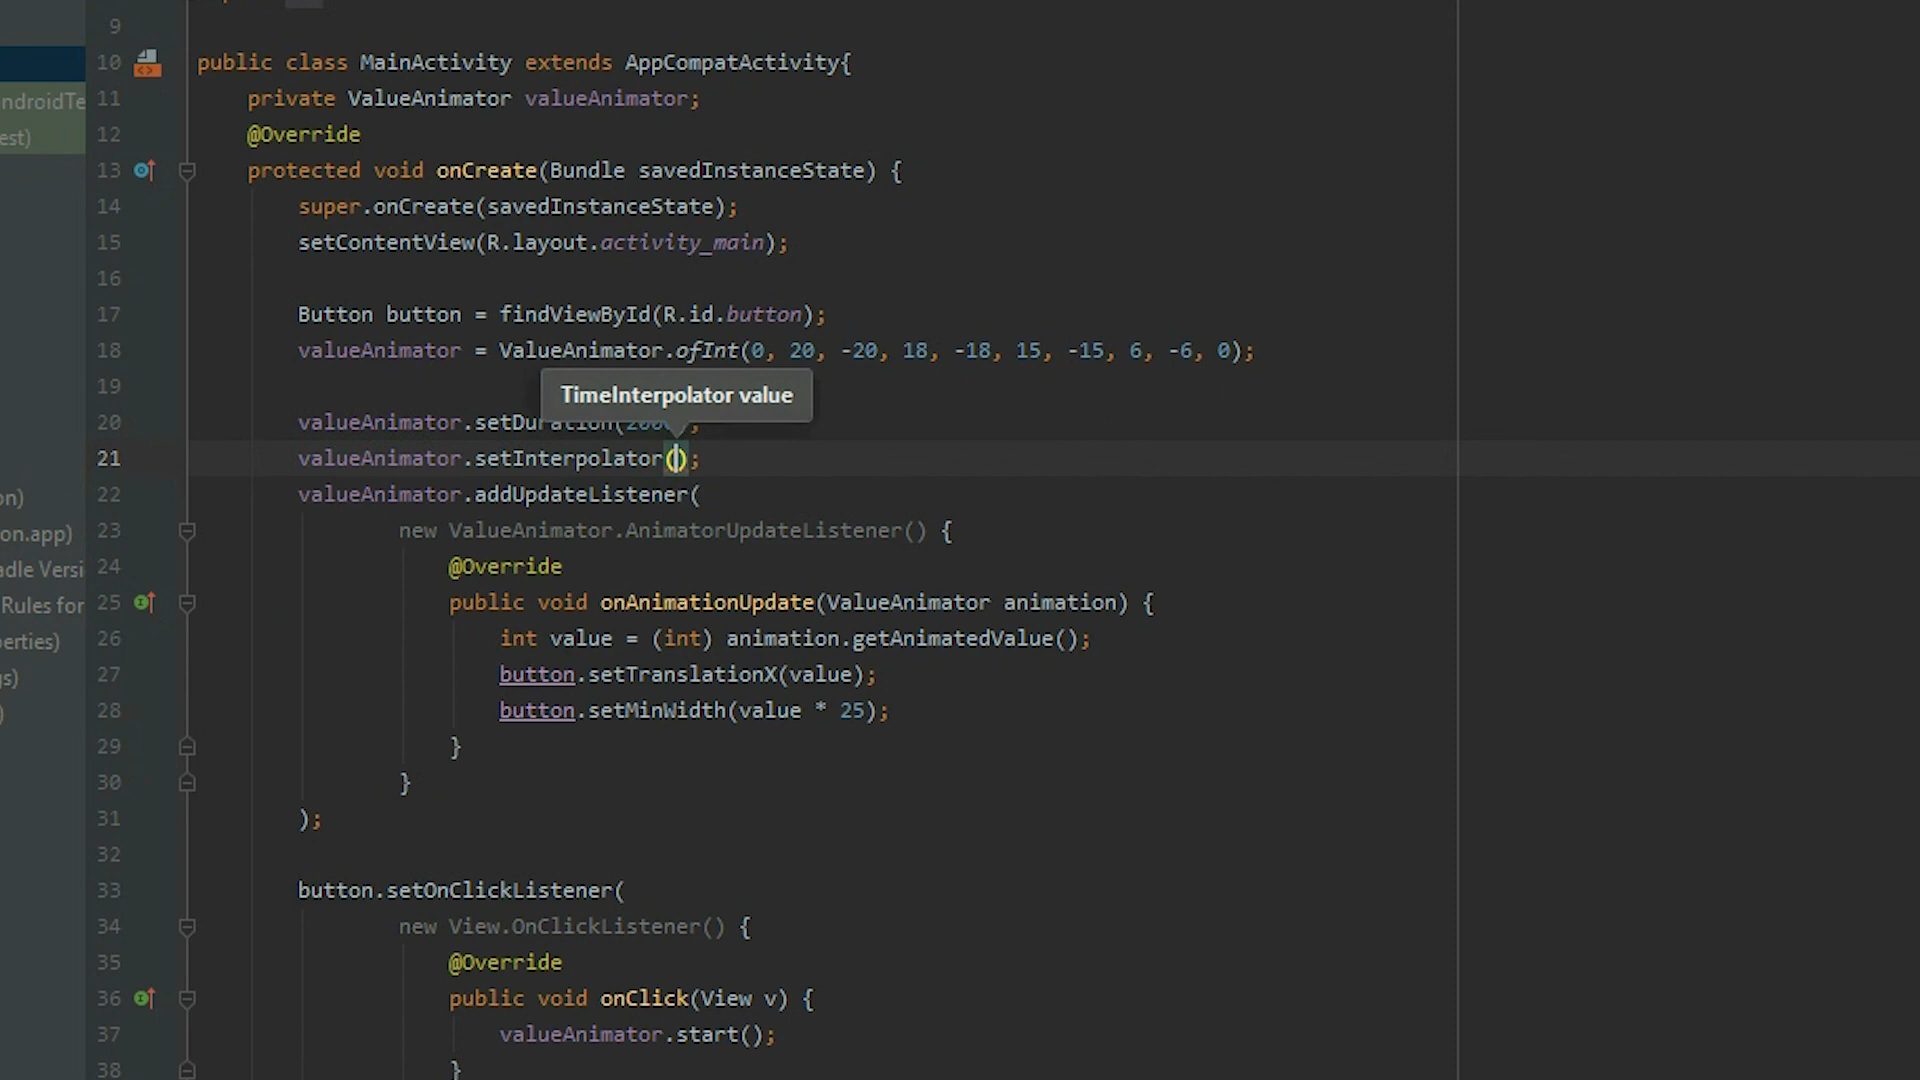 9
10 public class MainActivity extends AppCompatActivity{
ndroidTe 11 private ValueAnimator valueAnimator;
est) 12 @Override
13 protected void onCreate(Bundle savedInstanceState) {
14 super.onCreate(savedInstanceState);
15 setContentView(R.layout.activity_main);
16
17 Button button = findViewById(R.id.button);
18 valueAnimator = ValueAnimator.ofInt(0, 20, -20, 18, -18, 15, -15, 6, -6, 0);
19 TimeInterpolator value
20 valueAnimator.setDuration(200 ;
21 valueAnimator.setInterpolator();
22 valueAnimator.addUpdateListener(
on)
23 new ValueAnimator.AnimatorUpdateListener() {
on.app)
24 @Override
adle Versi
25 public void onAnimationUpdate(ValueAnimator animation) {
Rules for
26 int value = (int) animation.getAnimatedValue();
erties)
27 button.setTranslationX(value);
gs)
28 button.setMinWidth(value * 25);
)
29 }
30 }
31 );
32
33 button.setOnClickListener(
34 new View.OnClickListener() {
35 @Override
36 public void onClick(View v) {
37 valueAnimator.start();
38 }